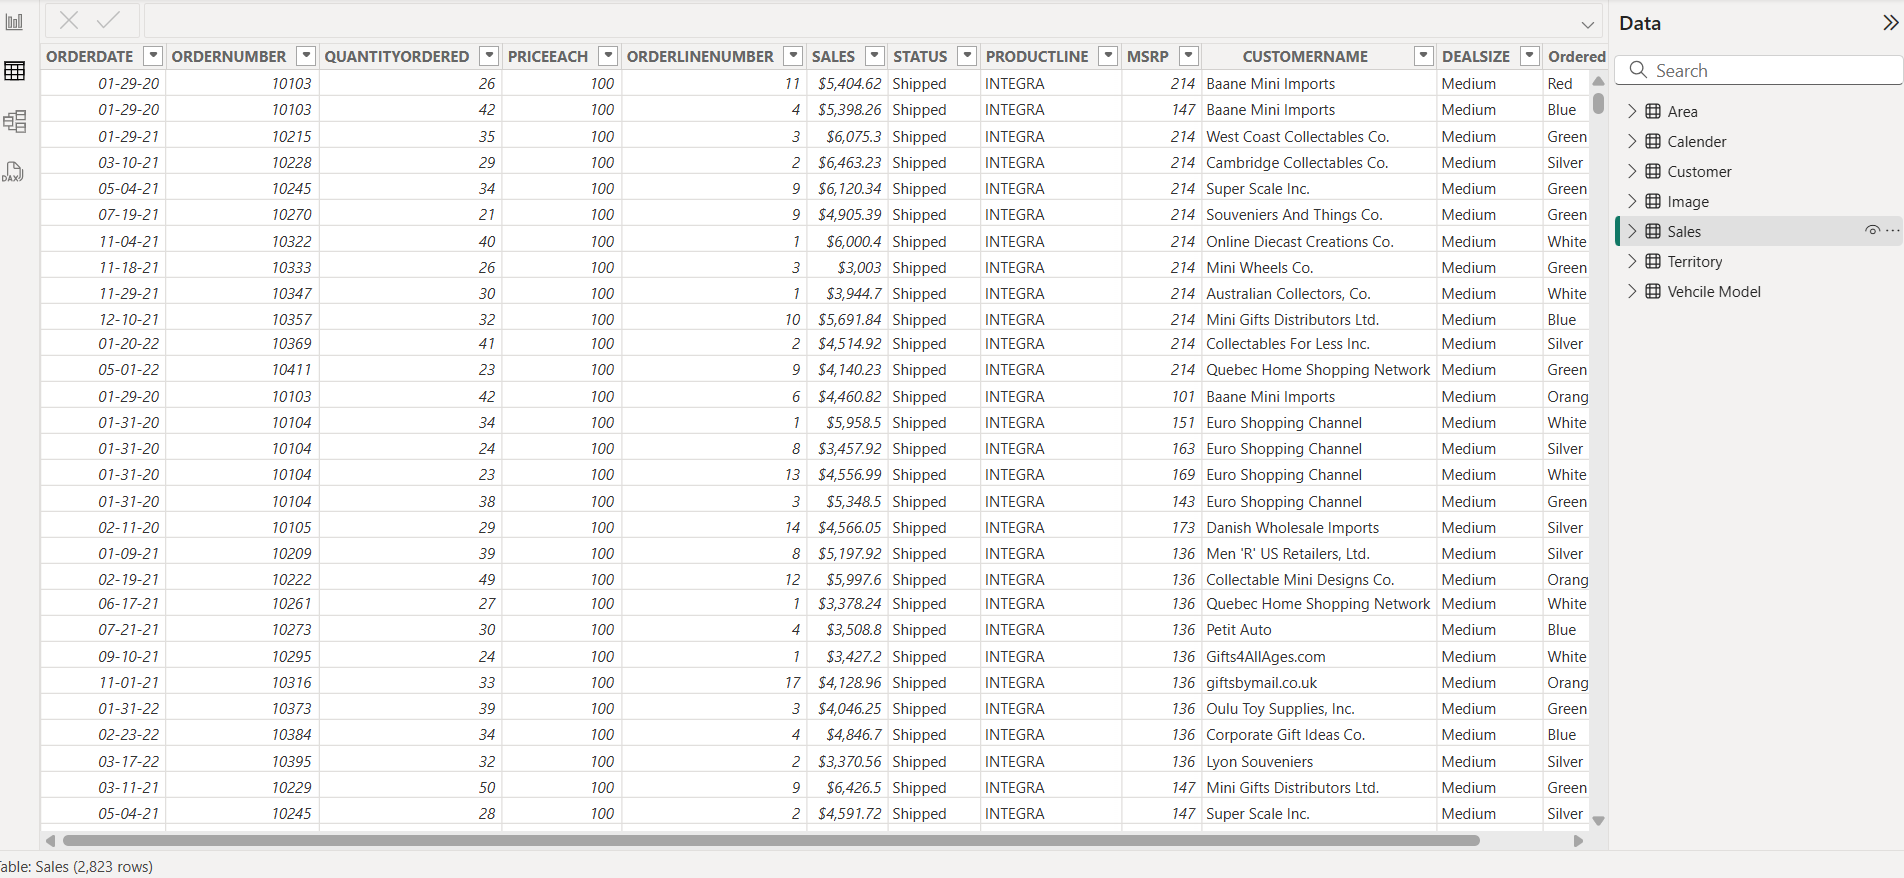 Data
ORDERDATE ORDERNUMBER QUANTITYORDERED PRICEEACH ORDERLINENUMBER SALES STATUS PRODUCTLINE MSRP CUSTOMERNAME DEALSIZE Ordered
01-29-20 10103 26 100 11 $5,404.62 Shipped INTEGRA 214 Baane Mini Imports Medium Red
01-29-20 10103 42 100 4 $5,398.26 Shipped INTEGRA 147 Baane Mini Imports Medium Blue
01-29-21 10215 35 100 3 $6,075.3 Shipped INTEGRA 214 West Coast Collectables Co. Medium Green
03-10-21 10228 29 100 2 $6,463.23 Shipped INTEGRA 214 Cambridge Collectables Co. Medium Silver
05-04-21 10245 34 100 9 $6,120.34 Shipped INTEGRA 214 Super Scale Inc. Medium Green
07-19-21 10270 21 100 9 $4,905.39 Shipped INTEGRA 214 Souveniers And Things Co. Medium Green
11-04-21 10322 40 100 1 $6,000.4 Shipped INTEGRA 214 Online Diecast Creations Co. Medium White
11-18-21 10333 26 100 3 $3,003 Shipped INTEGRA 214 Mini Wheels Co. Medium Green
11-29-21 10347 30 100 1 $3,944.7 Shipped INTEGRA 214 Australian Collectors, Co. Medium White
12-10-21 10357 32 100 10 $5,691.84 Shipped INTEGRA 214 Mini Gifts Distributors Ltd. Medium Blue
01-20-22 10369 41 100 2 $4,514.92 Shipped INTEGRA 214 Collectables For Less Inc. Medium Silver
05-01-22 10411 23 100 9 $4,140.23 Shipped INTEGRA 214 Quebec Home Shopping Network Medium Green
01-29-20 10103 42 100 6 $4,460.82 Shipped INTEGRA 101 Baane Mini Imports Medium Orang
01-31-20 10104 34 100 1 $5,958.5 Shipped INTEGRA 151 Euro Shopping Channel Medium White
01-31-20 10104 24 100 8 $3,457.92 Shipped INTEGRA 163 Euro Shopping Channel Medium Silver
01-31-20 10104 23 100 13 $4,556.99 Shipped INTEGRA 169 Euro Shopping Channel Medium White
01-31-20 10104 38 100 3 $5,348.5 Shipped INTEGRA 143 Euro Shopping Channel Medium Green
02-11-20 10105 29 100 14 $4,566.05 Shipped INTEGRA 173 Danish Wholesale Imports Medium Silver
01-09-21 10209 39 100 8 $5,197.92 Shipped INTEGRA 136 Men 'R' US Retailers, Ltd. Medium Silver
02-19-21 10222 49 100 12 $5,997.6 Shipped INTEGRA 136 Collectable Mini Designs Co. Medium Orang
06-17-21 10261 27 100 1 $3,378.24 Shipped INTEGRA 136 Quebec Home Shopping Network Medium White
07-21-21 10273 30 100 4 $3,508.8 Shipped INTEGRA 136 Petit Auto Medium Blue
09-10-21 10295 24 100 1 $3,427.2 Shipped INTEGRA 136 Gifts4AllAges.com Medium White
11-01-21 10316 33 100 17 $4,128.96 Shipped INTEGRA 136 giftsbymail.co.uk Medium Orang
01-31-22 10373 39 100 3 $4,046.25 Shipped INTEGRA 136 Oulu Toy Supplies, Inc. Medium Green
02-23-22 10384 34 100 4 $4,846.7 Shipped INTEGRA 136 Corporate Gift Ideas Co. Medium Blue
03-17-22 10395 32 100 2 $3,370.56 Shipped INTEGRA 136 Lyon Souveniers Medium Silver
03-11-21 10229 50 100 9 $6,426.5 Shipped INTEGRA 147 Mini Gifts Distributors Ltd. Medium Green
05-04-21 10245 28 100 2 $4,591.72 Shipped INTEGRA 147 Super Scale Inc. Medium Silver
Search
Area
Calender
Customer
Image
Sales
Territory
Vehcile Model
DAX
able: Sales (2,823 rows)